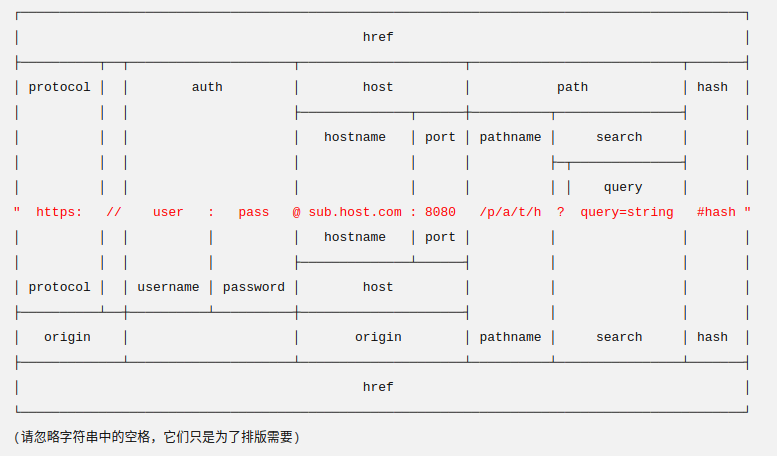 href
protocol auth host path hash
hostname port pathname search
query
" https: // user : pass @ sub.host.com : 8080 /p/a/t/h ? query=string #hash "
hostname port
protocol username password host
origin origin pathname search hash
href
(请忽略字符串中的空格，它们只是为了排版需要)